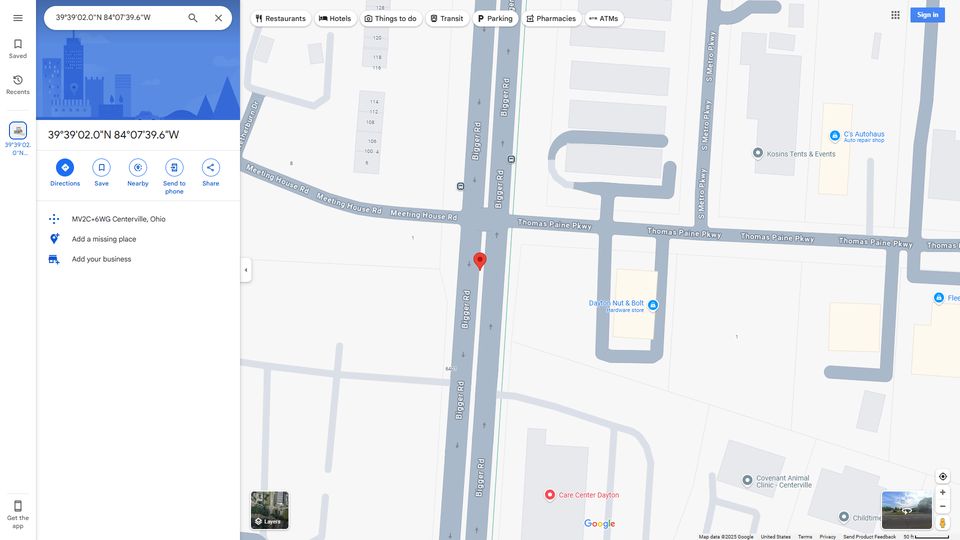 39°39'02.0"N 84°07'39.6"W
Restaurants
Hotels
Things to do
Transit
Parking
Pharmacies
ATMs
Sign in
Saved
Recents
39°39'02.
0"N...
39°39'02.0"N 84°07'39.6"W
Directions
Save
Nearby
Send to
phone
Share
MV2C+6WG Centerville, Ohio
Add a missing place
Add your business
Get the
app
120
118
116
114
112
110
108
106
100
6
8
Meeting House Rd
Meeting House Rd
Meeting House Rd
Bigger Rd
Bigger Rd
Bigger Rd
Bigger Rd
Bigger Rd
Bigger Rd
Bigger Rd
S Metro Pkwy
S Metro Pkwy
S Metro Pkwy
Thomas Paine Pkwy
Thomas Paine Pkwy
Thomas Paine Pkwy
Thomas Paine Pkwy
C's Autohaus
Auto repair shop
Kosins Tents & Events
1
Dayton Nut & Bolt
Hardware store
Flee
1
Care Center Dayton
Covenant Animal
Clinic - Centerville
Childtime
Layers
Google
Map data ©2025 Google
United States
Terms
Privacy
Send Product Feedback
50 ft